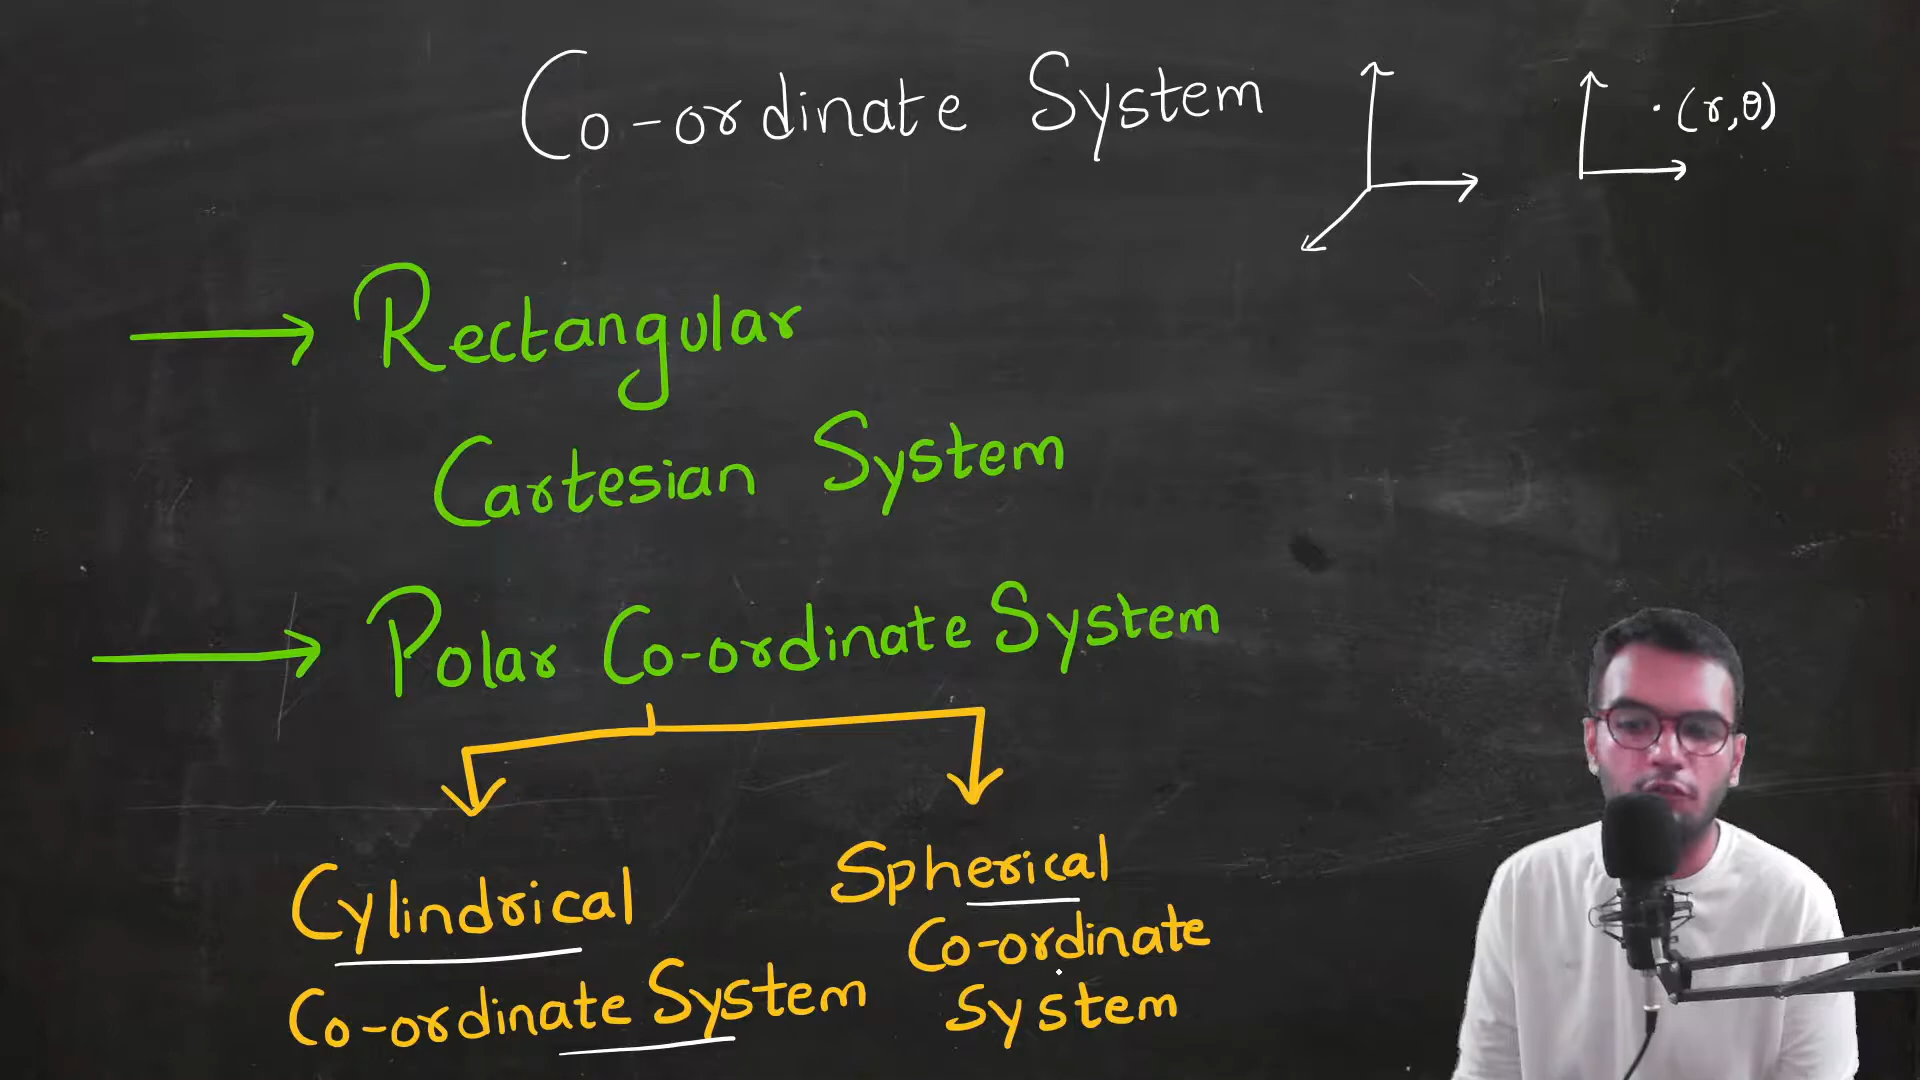 Co-ordinate System
(r,θ)
Rectangular
Cartesian System
Polar Co-ordinate System
Cylindrical
Co-ordinate System
Spherical
Co-ordinate
System